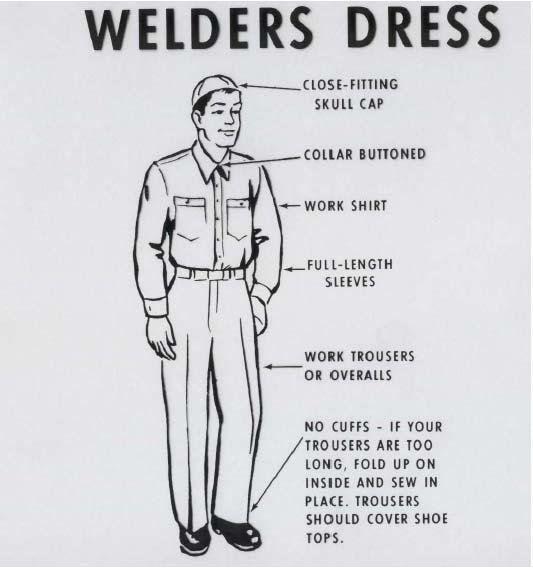 WELDERS DRESS
CLOSE-FITTING
SKULL CAP
COLLAR BUTTONED
WORK SHIRT
FULL-LENGTH
SLEEVES
WORK TROUSERS
OR OVERALLS
NO CUFFS - IF YOUR
TROUSERS ARE TOO
LONG, FOLD UP ON
INSIDE AND SEW IN
PLACE. TROUSERS
SHOULD COVER SHOE
TOPS.